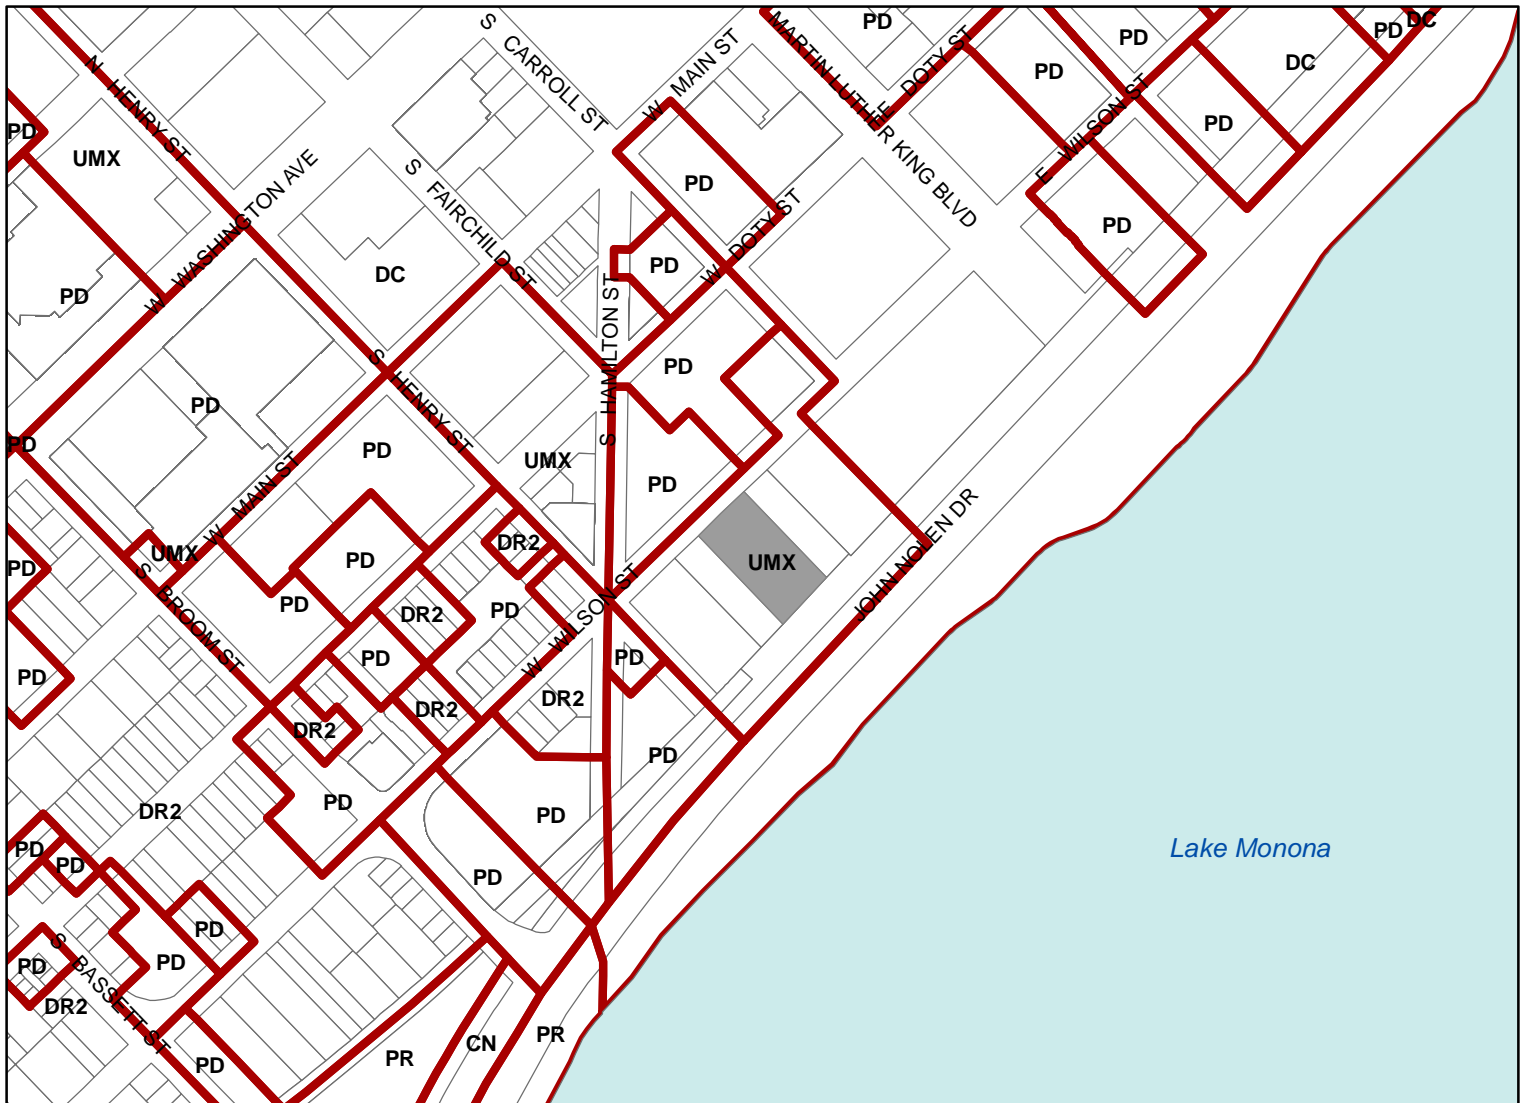 PD
DC
PD
S CARROLL ST
W MAIN ST
MARTIN LUTHER KING BLVD
E DOTY ST
PD
N HENRY ST
DC
PD
E WILSON ST
PD
PD
UMX
S FAIRCHILD ST
PD
W WASHINGTON AVE
W DOTY ST
PD
PD
DC
PD
S HAMILTON ST
PD
S HENRY ST
PD
PD
PD
UMX
PD
W MAIN ST
JOHN NOLEN DR
DR2
UMX
PD
UMX
PD
S BROOM ST
PD
DR2
PD
W WILSON ST
PD
PD
PD
DR2
DR2
DR2
PD
PD
DR2
PD
Lake Monona
PD
PD
PD
PD
PD
PD
S BASSETT ST
DR2
PR
CN
PR
PD